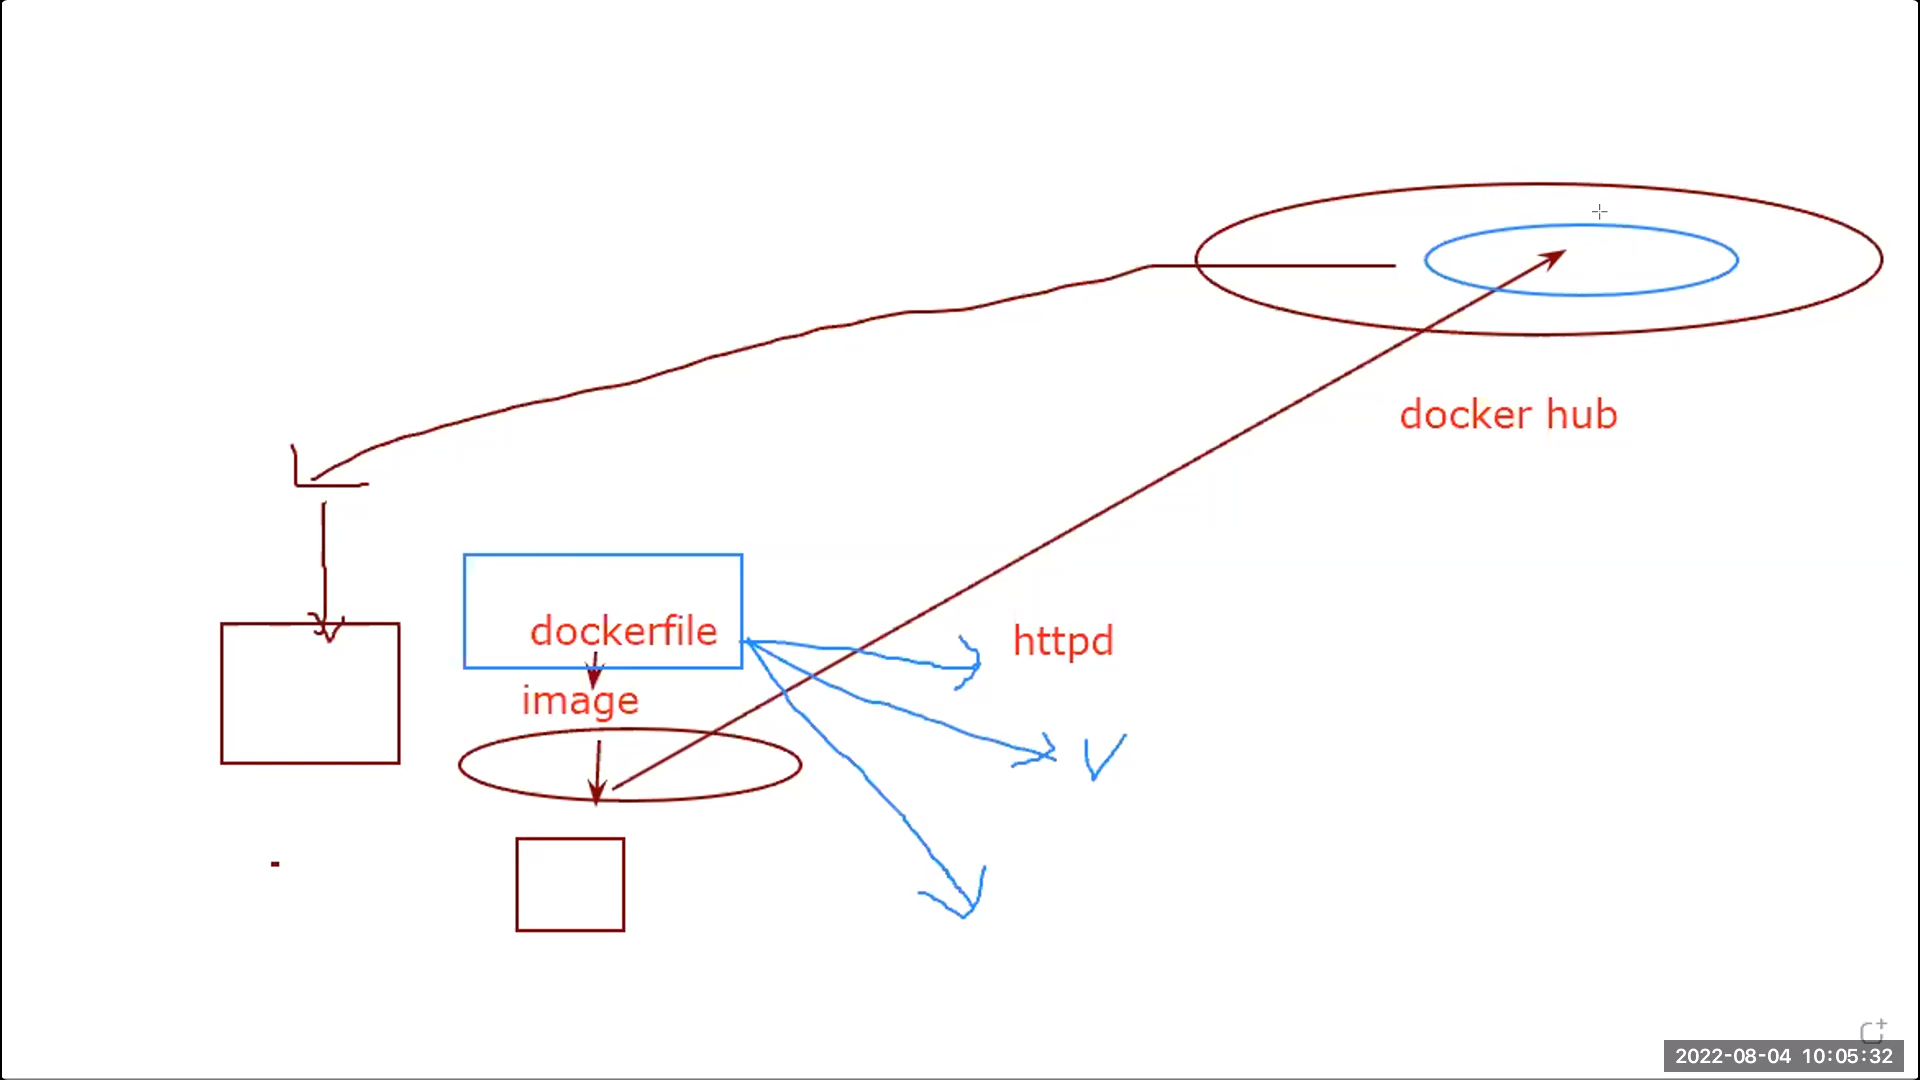 docker hub
dockerfile
httpd
image
V
2022-08-04 10:05:32